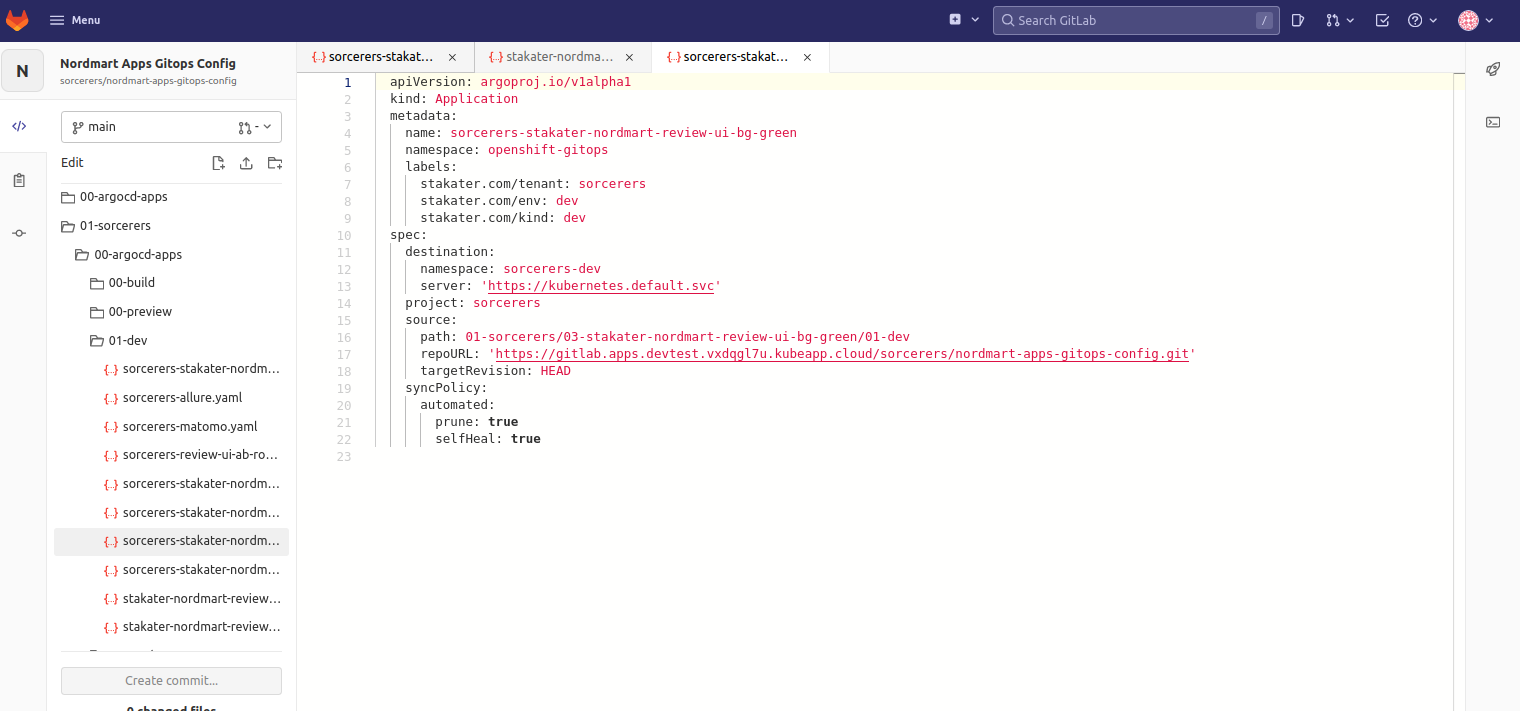 Menu
Search GitLab
/
N
Nordmart Apps Gitops Config
sorcerers/nordmart-apps-gitops-config
main
-
Edit
00-argocd-apps
01-sorcerers
00-argocd-apps
00-build
00-preview
01-dev
sorcerers-stakater-nordm...
sorcerers-allure.yaml
sorcerers-matomo.yaml
sorcerers-review-ui-ab-ro...
sorcerers-stakater-nordm...
sorcerers-stakater-nordm...
sorcerers-stakater-nordm...
sorcerers-stakater-nordm...
stakater-nordmart-review...
stakater-nordmart-review...
Create commit...
0 changed files
sorcerers-stakat...
stakater-nordma...
sorcerers-stakat...
1 apiVersion: argoproj.io/v1alpha1
2 kind: Application
3 metadata:
4 name: sorcerers-stakater-nordmart-review-ui-bg-green
5 namespace: openshift-gitops
6 labels:
7 stakater.com/tenant: sorcerers
8 stakater.com/env: dev
9 stakater.com/kind: dev
10 spec:
11 destination:
12 namespace: sorcerers-dev
13 server: 'https://kubernetes.default.svc'
14 project: sorcerers
15 source:
16 path: 01-sorcerers/03-stakater-nordmart-review-ui-bg-green/01-dev
17 repoURL: 'https://gitlab.apps.devtest.vxdqgl7u.kubeapp.cloud/sorcerers/nordmart-apps-gitops-config.git'
18 targetRevision: HEAD
19 syncPolicy:
20 automated:
21 prune: true
22 selfHeal: true
23